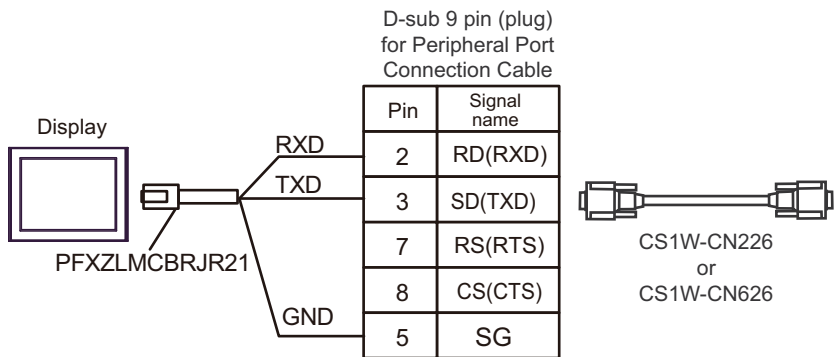 D-sub 9 pin (plug)
for Peripheral Port
Connection Cable
Display
Pin Signal name
RXD 2 RD(RXD)
TXD 3 SD(TXD)
7 RS(RTS)
8 CS(CTS)
GND 5 SG
PFXZLMCBRJR21
CS1W-CN226
or
CS1W-CN626